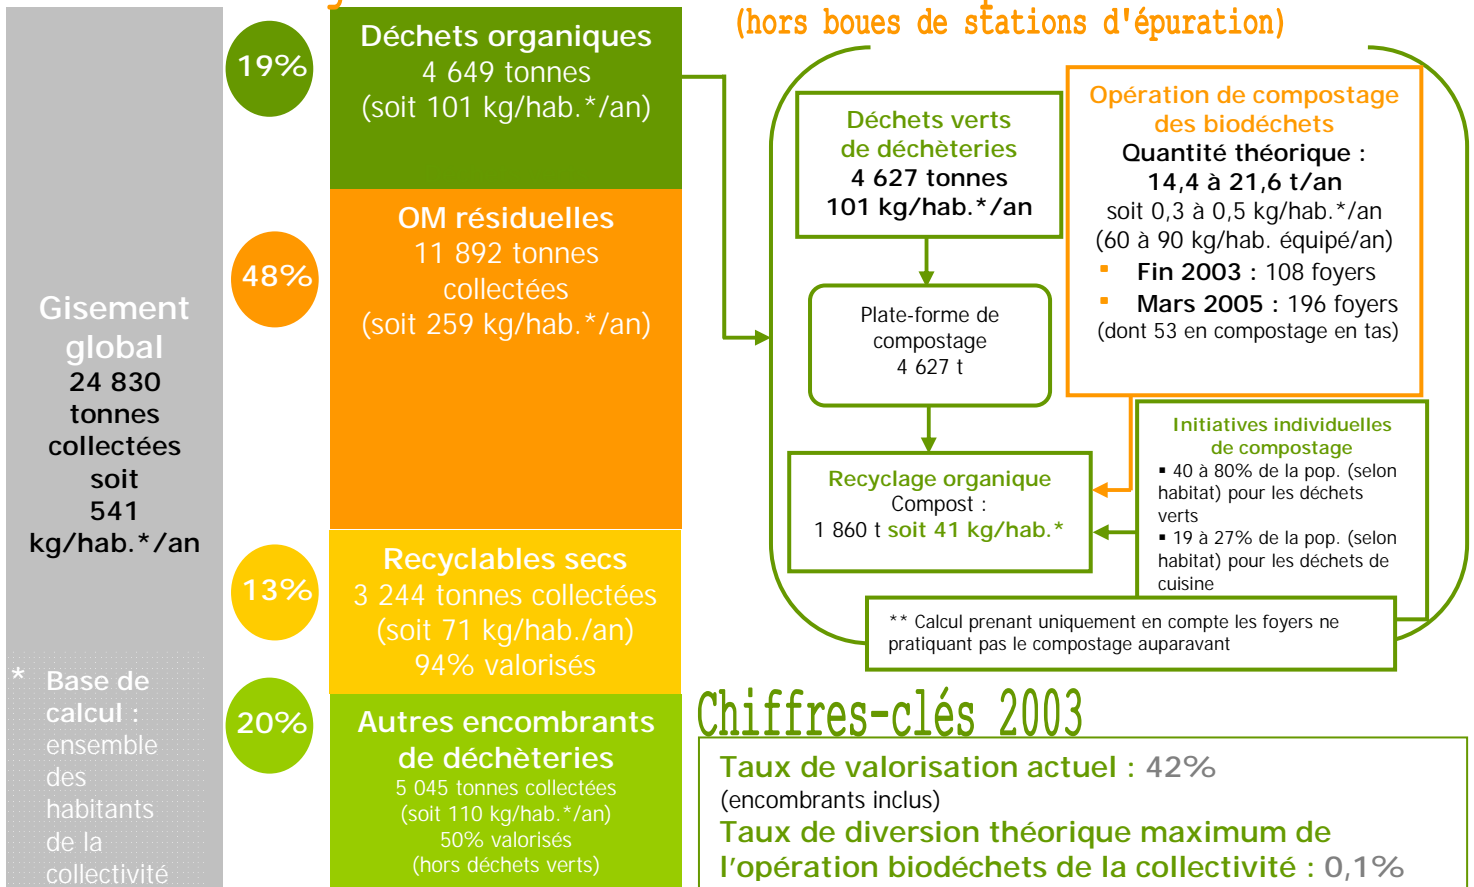 (hors boues de stations d'épuration)
Gisement
global
24 830
tonnes
collectées
soit
541
kg/hab.*/an
* Base de
calcul :
ensemble
des
habitants
de la
collectivité
19%
Déchets organiques
4 649 tonnes
(soit 101 kg/hab.*/an)
48%
OM résiduelles
11 892 tonnes
collectées
(soit 259 kg/hab.*/an)
13%
Recyclables secs
3 244 tonnes collectées
(soit 71 kg/hab./an)
94% valorisés
20%
Autres encombrants
de déchèteries
5 045 tonnes collectées
(soit 110 kg/hab.*/an)
50% valorisés
(hors déchets verts)
Déchets verts
de déchèteries
4 627 tonnes
101 kg/hab.*/an
Plate-forme de
compostage
4 627 t
Recyclage organique
Compost :
1 860 t soit 41 kg/hab.*
Opération de compostage
des biodéchets
Quantité théorique :
14,4 à 21,6 t/an
soit 0,3 à 0,5 kg/hab.*/an
(60 à 90 kg/hab. équipé/an)
▪ Fin 2003 : 108 foyers
▪ Mars 2005 : 196 foyers
(dont 53 en compostage en tas)
Initiatives individuelles
de compostage
▪ 40 à 80% de la pop. (selon
habitat) pour les déchets
verts
▪ 19 à 27% de la pop. (selon
habitat) pour les déchets de
cuisine
** Calcul prenant uniquement en compte les foyers ne
pratiquant pas le compostage auparavant
Chiffres-clés 2003
Taux de valorisation actuel : 42%
(encombrants inclus)
Taux de diversion théorique maximum de
l'opération biodéchets de la collectivité : 0,1%